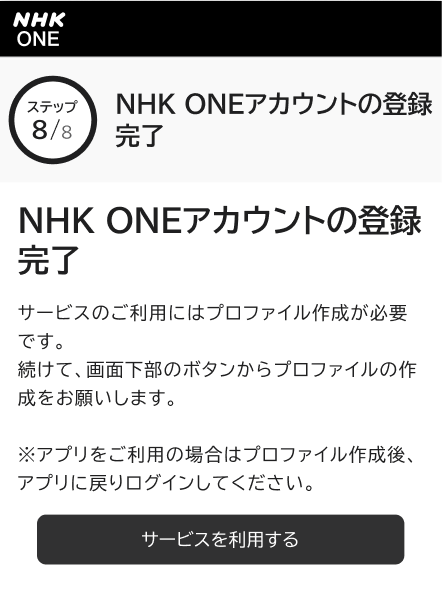 NHK
ONE
ステップ
8/8
NHK ONEアカウントの登録
完了
NHK ONEアカウントの登録
完了
サービスのご利用にはプロファイル作成が必要
です。
続けて、画面下部のボタンからプロファイルの作
成をお願いします。
※アプリをご利用の場合はプロファイル作成後、
アプリに戻りログインしてください。
サービスを利用する